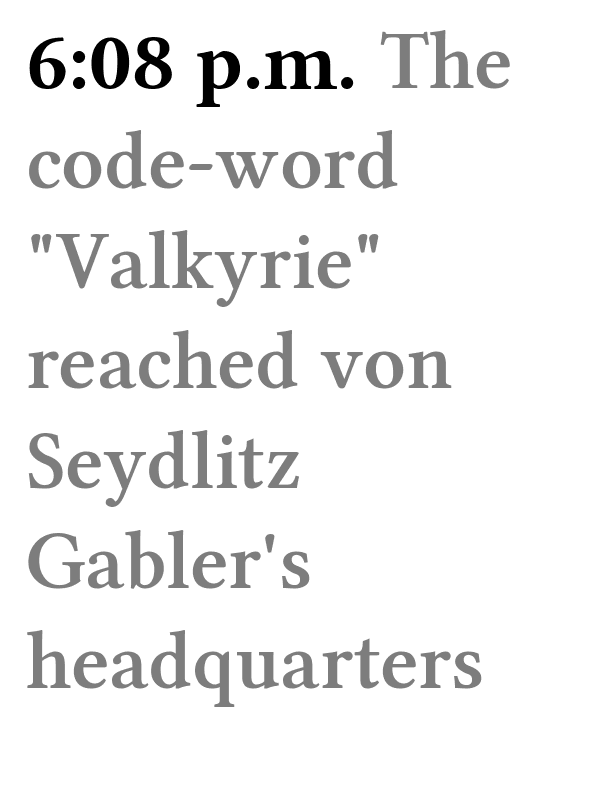 6:08 p.m. The
code-word
"Valkyrie"
reached von
Seydlitz
Gabler's
headquarters